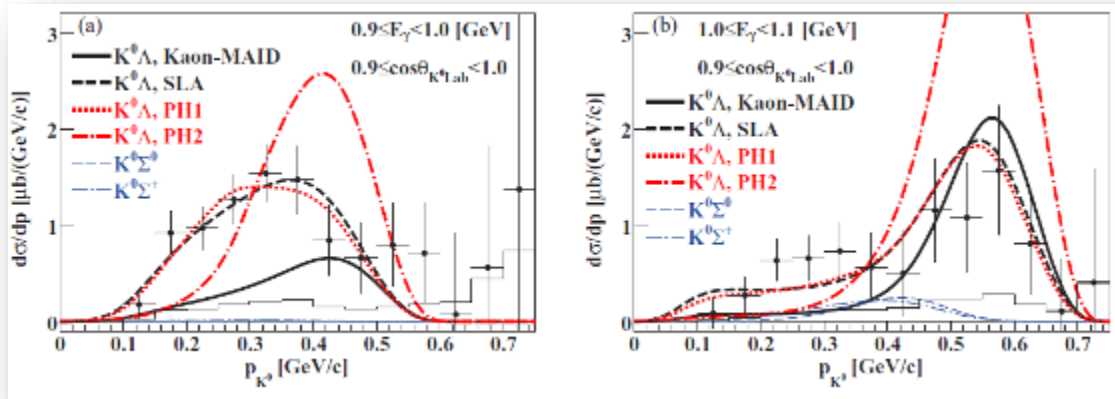 (a)
0.9≤Eγ<1.0 [GeV]
0.9≤cosθK⁰Lab<1.0
K⁰Λ, Kaon-MAID
K⁰Λ, SLA
K⁰Λ, PH1
K⁰Λ, PH2
K⁰Σ⁰
K⁰Σ⁺
dσ/dp [μb/(GeV/c)]
3
2
1
0
0 0.1 0.2 0.3 0.4 0.5 0.6 0.7
pK⁰ [GeV/c]
(b)
1.0≤Eγ<1.1 [GeV]
0.9≤cosθK⁰Lab<1.0
K⁰Λ, Kaon-MAID
K⁰Λ, SLA
K⁰Λ, PH1
K⁰Λ, PH2
K⁰Σ⁰
K⁰Σ⁺
dσ/dp [μb/(GeV/c)]
3
2
1
0
0 0.1 0.2 0.3 0.4 0.5 0.6 0.7
pK⁰ [GeV/c]